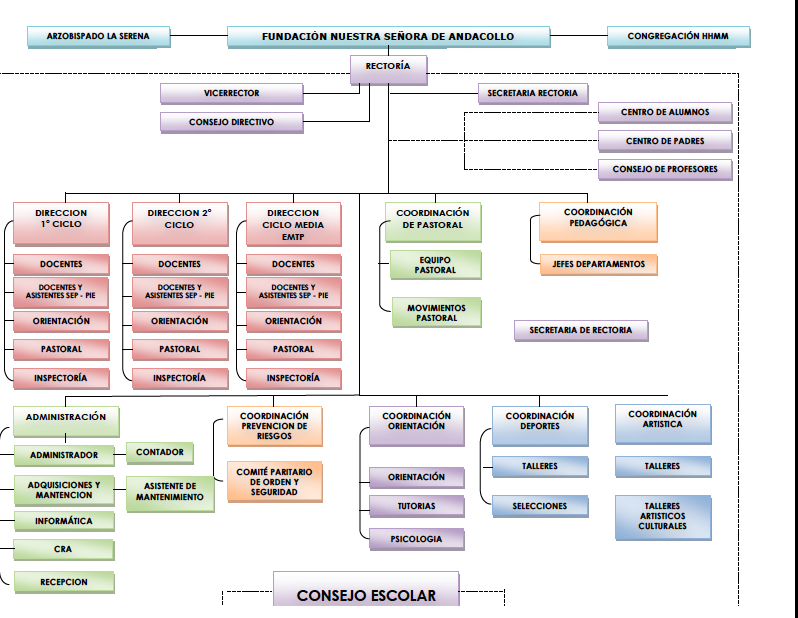 ARZOBISPADO LA SERENA
FUNDACIÓN NUESTRA SEÑORA DE ANDACOLLO
CONGREGACIÓN HHMM
RECTORÍA
VICERRECTOR
SECRETARIA RECTORIA
CONSEJO DIRECTIVO
CENTRO DE ALUMNOS
CENTRO DE PADRES
CONSEJO DE PROFESORES
DIRECCION
1° CICLO
DOCENTES
DOCENTES Y
ASISTENTES SEP - PIE
ORIENTACIÓN
PASTORAL
INSPECTORÍA
DIRECCION 2°
CICLO
DOCENTES
DOCENTES Y
ASISTENTES SEP - PIE
ORIENTACIÓN
PASTORAL
INSPECTORÍA
DIRECCION
CICLO MEDIA
EMTP
DOCENTES
DOCENTES Y
ASISTENTES SEP - PIE
ORIENTACIÓN
PASTORAL
INSPECTORÍA
COORDINACIÓN
DE PASTORAL
EQUIPO
PASTORAL
MOVIMIENTOS
PASTORAL
COORDINACIÓN
PEDAGÓGICA
JEFES DEPARTAMENTOS
SECRETARIA DE RECTORIA
ADMINISTRACIÓN
ADMINISTRADOR
CONTADOR
ADQUISICIONES Y
MANTENCION
ASISTENTE DE
MANTENIMIENTO
INFORMÁTICA
CRA
RECEPCION
COORDINACIÓN
PREVENCION DE
RIESGOS
COMITÉ PARITARIO
DE ORDEN Y
SEGURIDAD
COORDINACIÓN
ORIENTACIÓN
ORIENTACIÓN
TUTORIAS
PSICOLOGIA
COORDINACIÓN
DEPORTES
TALLERES
SELECCIONES
COORDINACIÓN
ARTISTICA
TALLERES
TALLERES
ARTISTICOS
CULTURALES
CONSEJO ESCOLAR